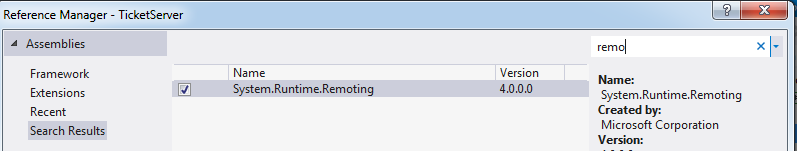 Reference Manager - TicketServer
Assemblies
remo
Framework
Extensions
Recent
Search Results
Name Version
System.Runtime.Remoting 4.0.0.0
Name:
System.Runtime.Remoting
Created by:
Microsoft Corporation
Version: